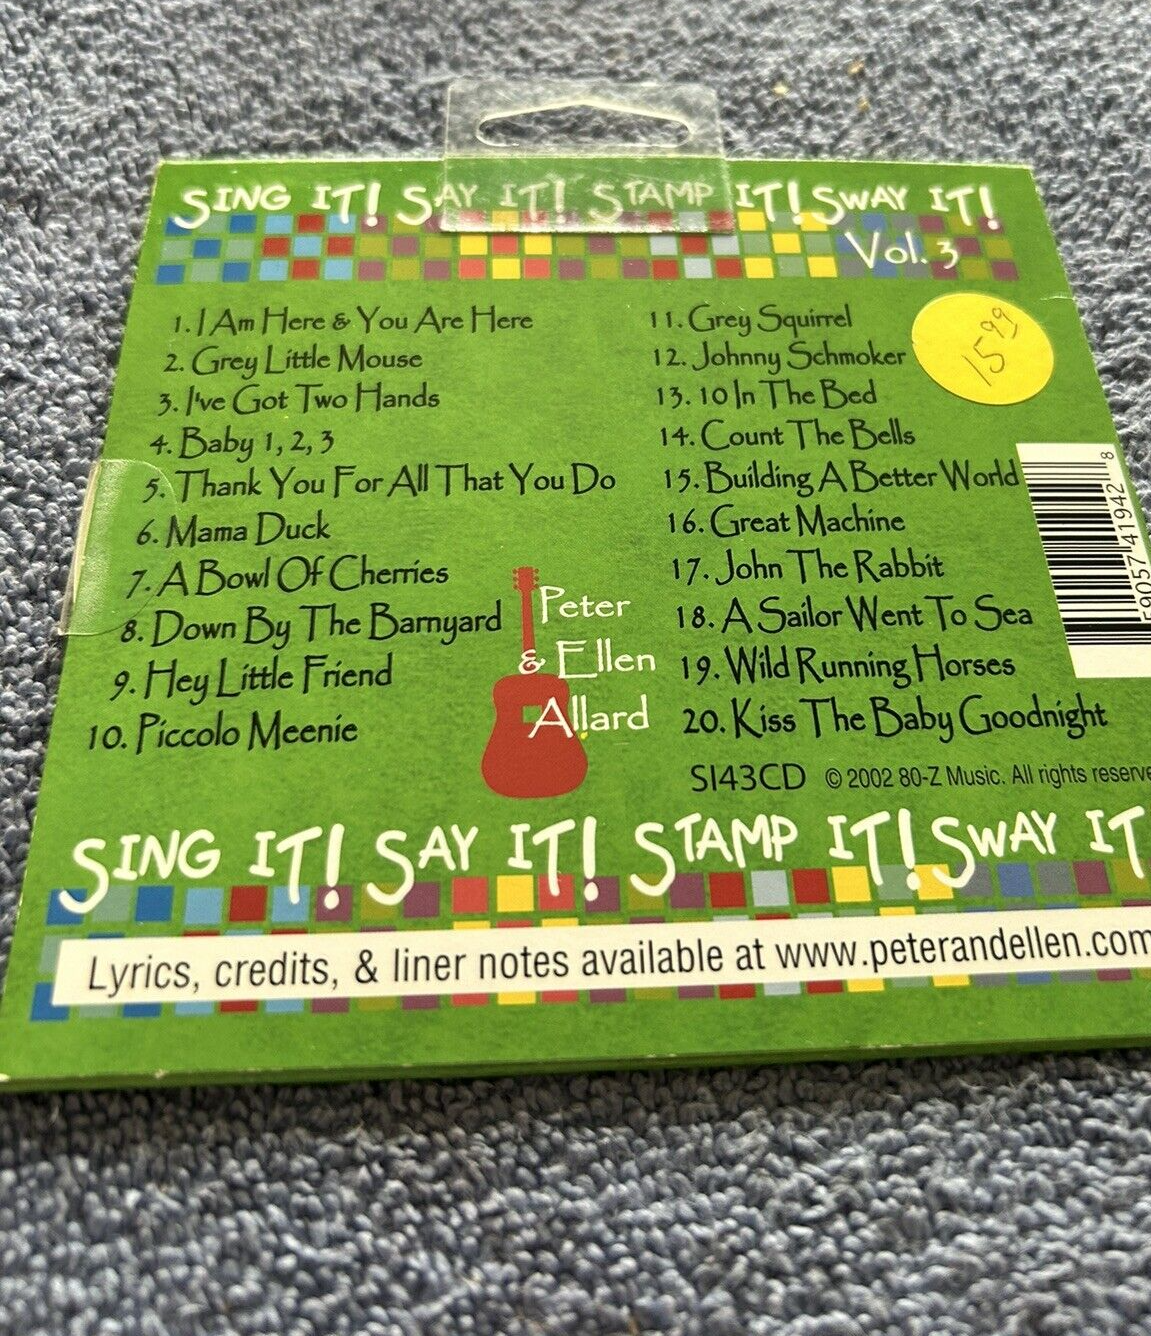 SING IT! SAY IT! STAMP IT! SWAY IT!
Vol. 3
1. I Am Here & You Are Here
2. Grey Little Mouse
3. I've Got Two Hands
4. Baby 1, 2, 3
5. Thank You For All That You Do
6. Mama Duck
7. A Bowl Of Cherries
8. Down By The Barnyard
9. Hey Little Friend
10. Piccolo Meenie
Peter
& Ellen
Allard
11. Grey Squirrel
12. Johnny Schmoker
13. 10 In The Bed
14. Count The Bells
15. Building A Better World
16. Great Machine
17. John The Rabbit
18. A Sailor Went To Sea
19. Wild Running Horses
20. Kiss The Baby Goodnight
15 99
41942 8
SI43CD © 2002 80-Z Music. All rights reserve
SING IT! SAY IT! STAMP IT! SWAY IT
Lyrics, credits, & liner notes available at www.peterandellen.com